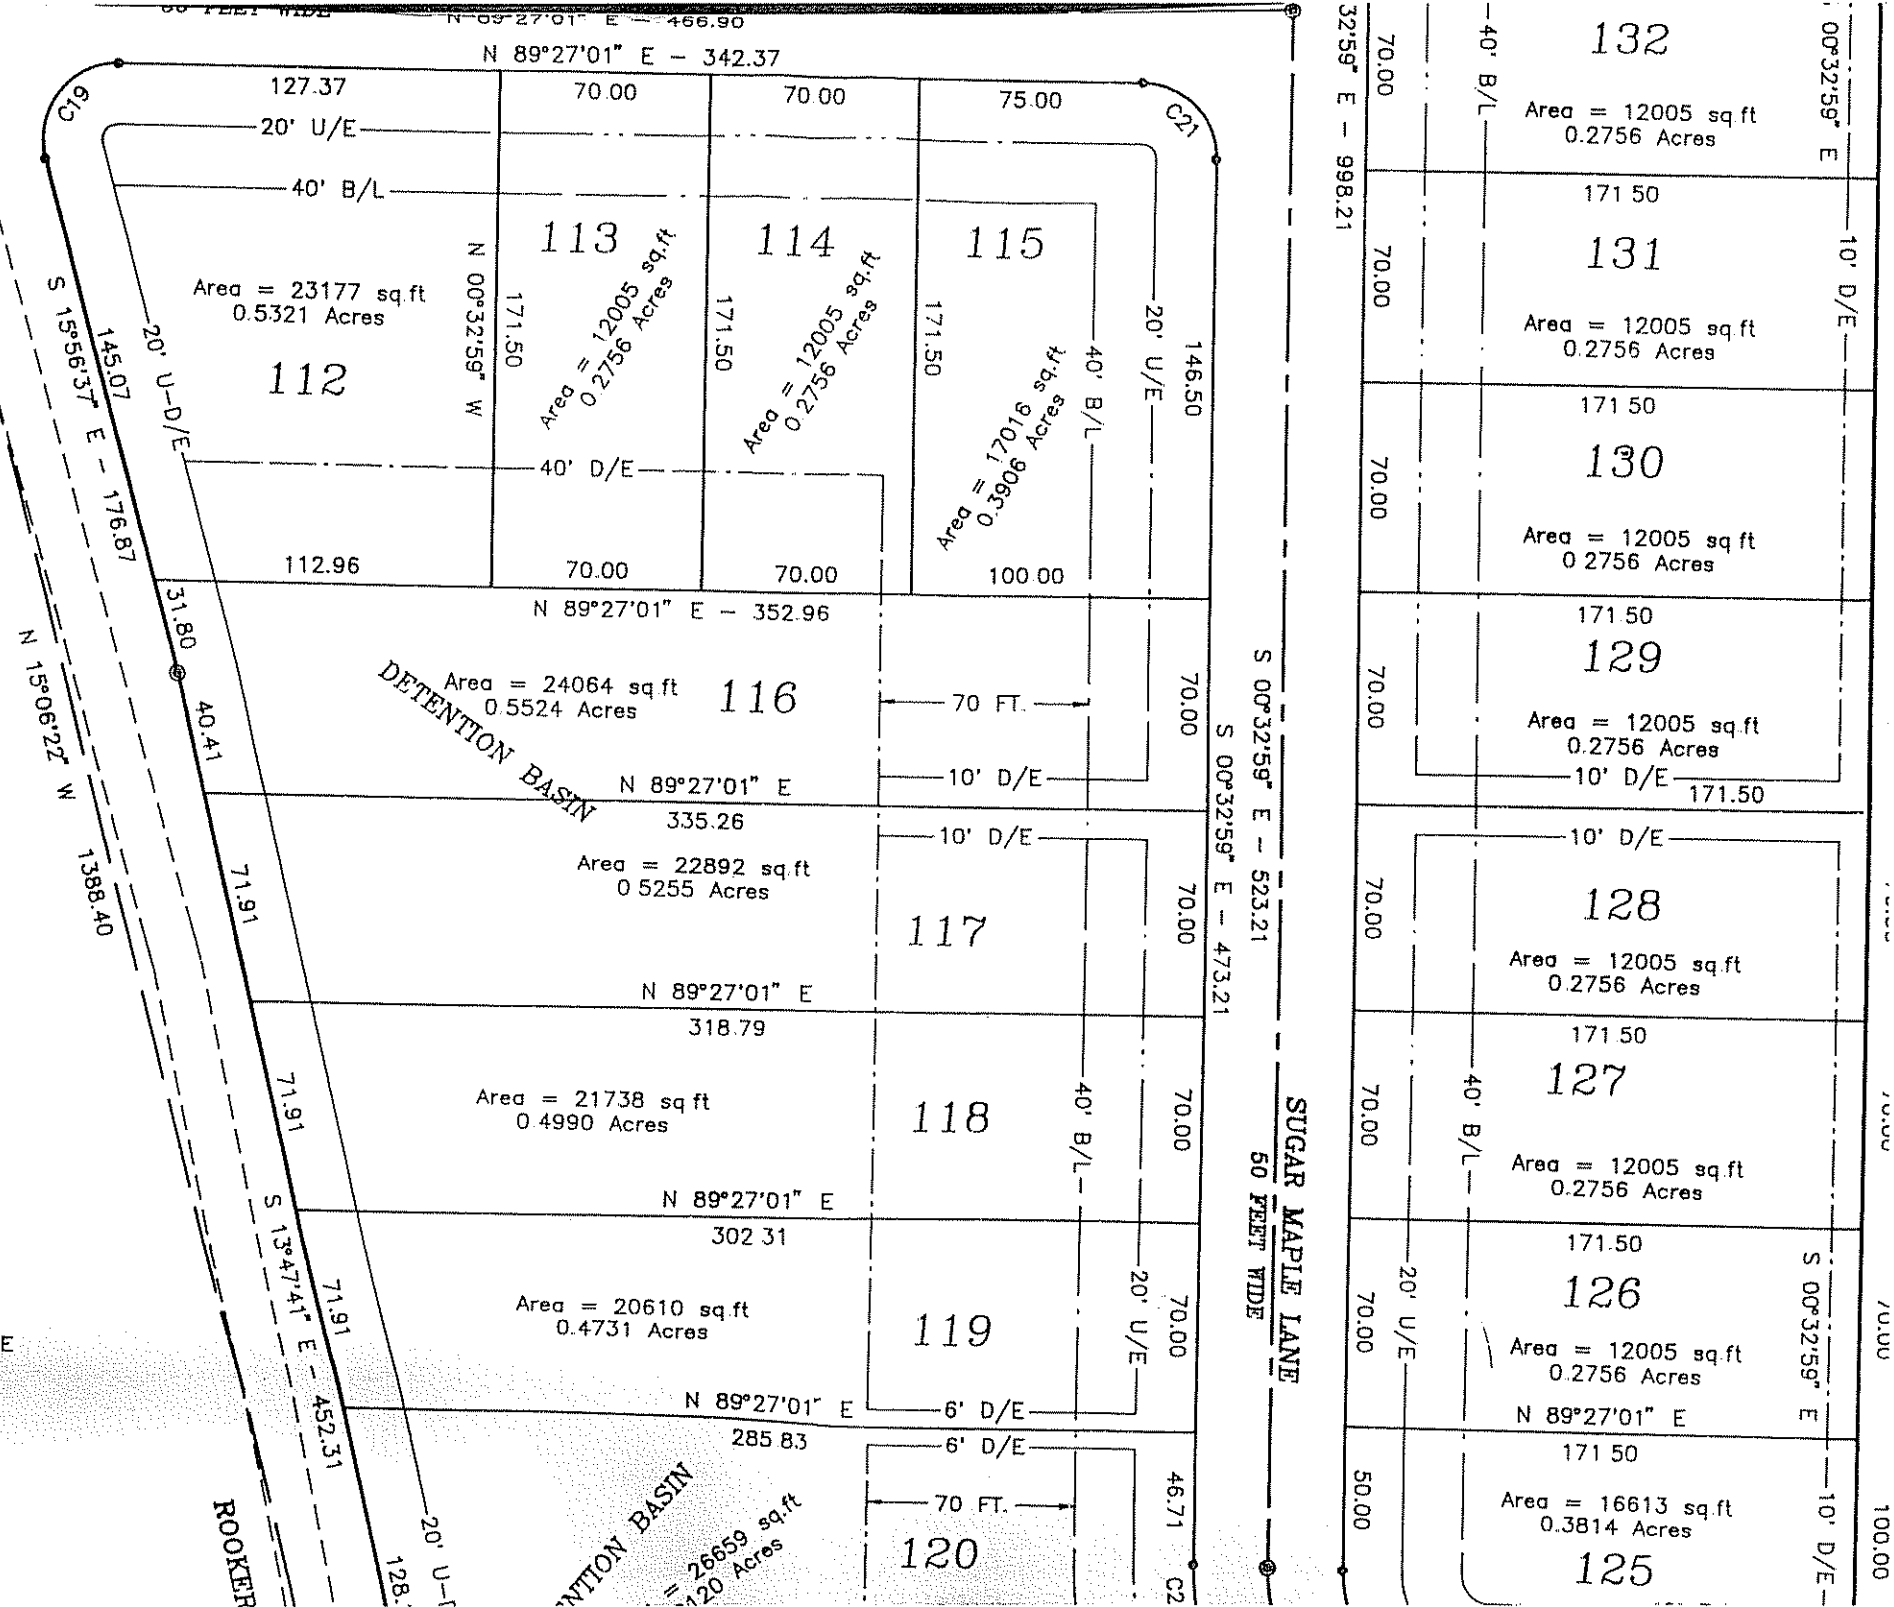 60 FEET WIDE
N 89°27'01" E — 466.90
N 89°27'01" E — 342.37
C19
127.37
70.00
70.00
75.00
C21
20' U/E
40' B/L
113
114
115
Area = 23177 sq.ft
0.5321 Acres
112
N 00°32'59" W
171.50
Area = 12005 sq.ft
0.2756 Acres
171.50
Area = 12005 sq.ft
0.2756 Acres
171.50
Area = 17016 sq.ft
0.3906 Acres
40' B/L
20' U/E
146.50
145.07
S 15°56'37" E - 176.87
20' U-D/E
40' D/E
112.96
70.00
70.00
100.00
N 89°27'01" E — 352.96
31.80
N 15°06'22" W 1388.40
DETENTION BASIN
Area = 24064 sq.ft
0.5524 Acres
116
70 FT.
70.00
40.41
10' D/E
N 89°27'01" E
335.26
10' D/E
Area = 22892 sq.ft
0.5255 Acres
117
70.00
71.91
S 00°32'59" E — 473.21
S 00°32'59" E — 523.21
N 89°27'01" E
318.79
Area = 21738 sq.ft
0.4990 Acres
118
40' B/L
70.00
71.91
N 89°27'01" E
302.31
Area = 20610 sq.ft
0.4731 Acres
119
20' U/E
70.00
71.91
S 13°47'41" E - 452.31
N 89°27'01" E
6' D/E
285.83
6' D/E
70 FT.
120
46.71
C2
26659 sq.ft
120 Acres
NTION BASIN
20' U-D
128.
ROOKER
E
SUGAR MAPLE LANE
50 FEET WIDE
32'59" E — 998.21
70.00
40' B/L
132
Area = 12005 sq.ft
0.2756 Acres
00°32'59" E
171.50
131
Area = 12005 sq.ft
0.2756 Acres
70.00
10' D/E
171.50
130
Area = 12005 sq.ft
0.2756 Acres
70.00
171.50
129
Area = 12005 sq.ft
0.2756 Acres
70.00
10' D/E
171.50
10' D/E
128
Area = 12005 sq.ft
0.2756 Acres
70.00
171.50
127
Area = 12005 sq.ft
0.2756 Acres
70.00
40' B/L
171.50
126
Area = 12005 sq.ft
0.2756 Acres
70.00
20' U/E
S 00°32'59" E
70.00
N 89°27'01" E
171.50
Area = 16613 sq.ft
0.3814 Acres
125
50.00
10' D/E
100.00